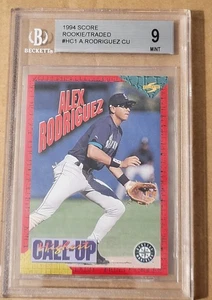 1994 SCORE
ROOKIE/TRADED
#HC1 A.RODRIGUEZ CU
9
MINT
B
BECKETT
ALEX
RODRIGUEZ
CALL-UP